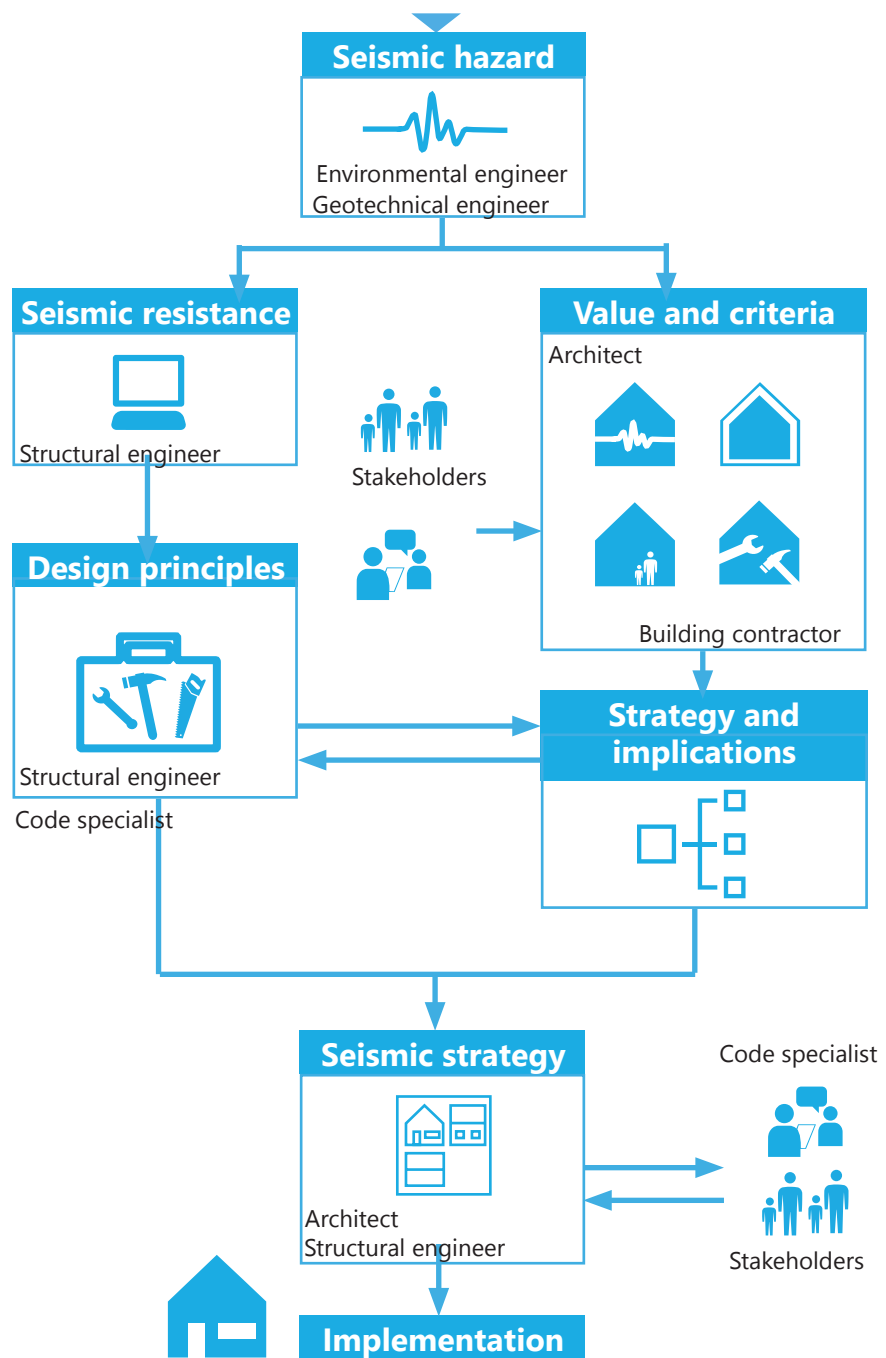 Seismic hazard
Environmental engineer
Geotechnical engineer
Seismic resistance
Structural engineer
Value and criteria
Architect
Building contractor
Stakeholders
Design principles
Structural engineer
Code specialist
Strategy and
implications
Seismic strategy
Architect
Structural engineer
Code specialist
Stakeholders
Implementation